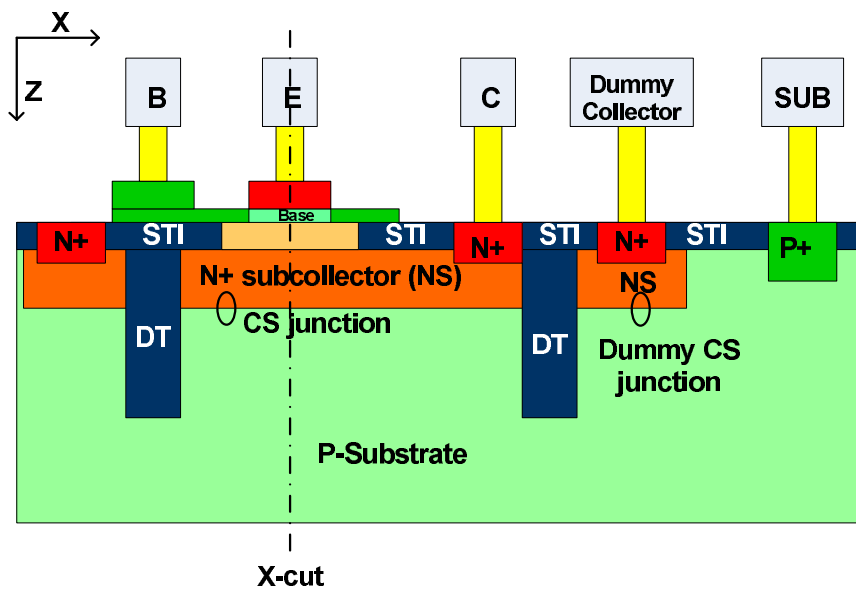 X
Z
B
E
C
Dummy
Collector
SUB
Base
N+
STI
STI
N+
STI
N+
STI
P+
N+ subcollector (NS)
NS
CS junction
DT
DT
Dummy CS
junction
P-Substrate
X-cut